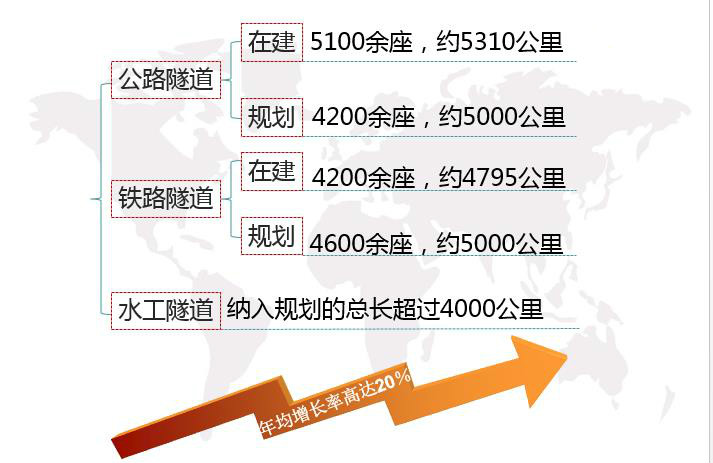 公路隧道
在建
5100余座，约5310公里
规划
4200余座，约5000公里
铁路隧道
在建
4200余座，约4795公里
规划
4600余座，约5000公里
水工隧道
纳入规划的总长超过4000公里
年均增长率高达20%